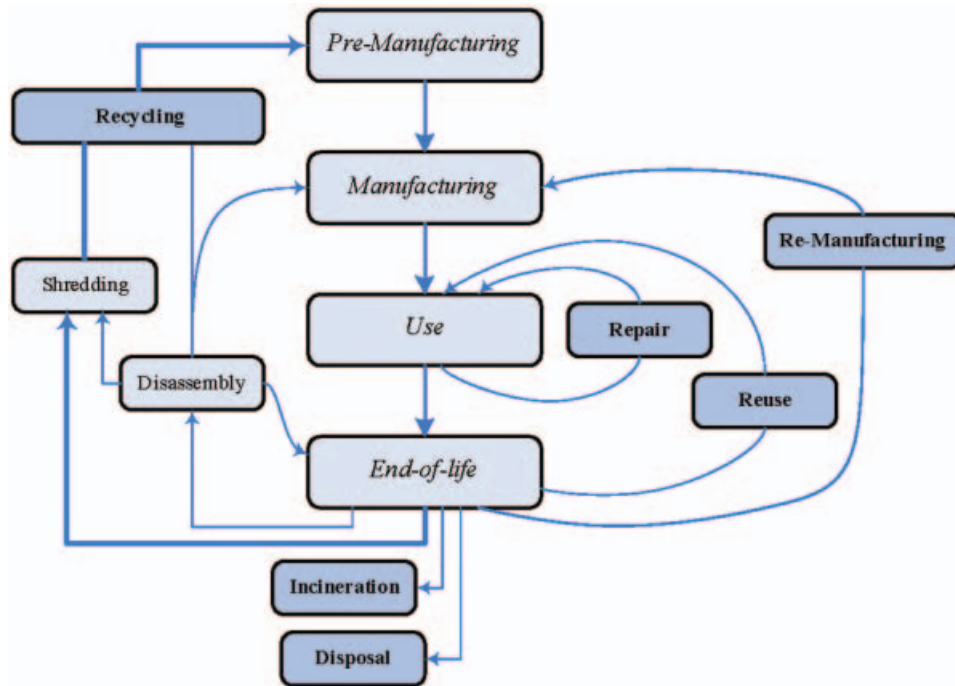 Pre-Manufacturing
Recycling
Manufacturing
Re-Manufacturing
Shredding
Use
Repair
Disassembly
Reuse
End-of-life
Incineration
Disposal